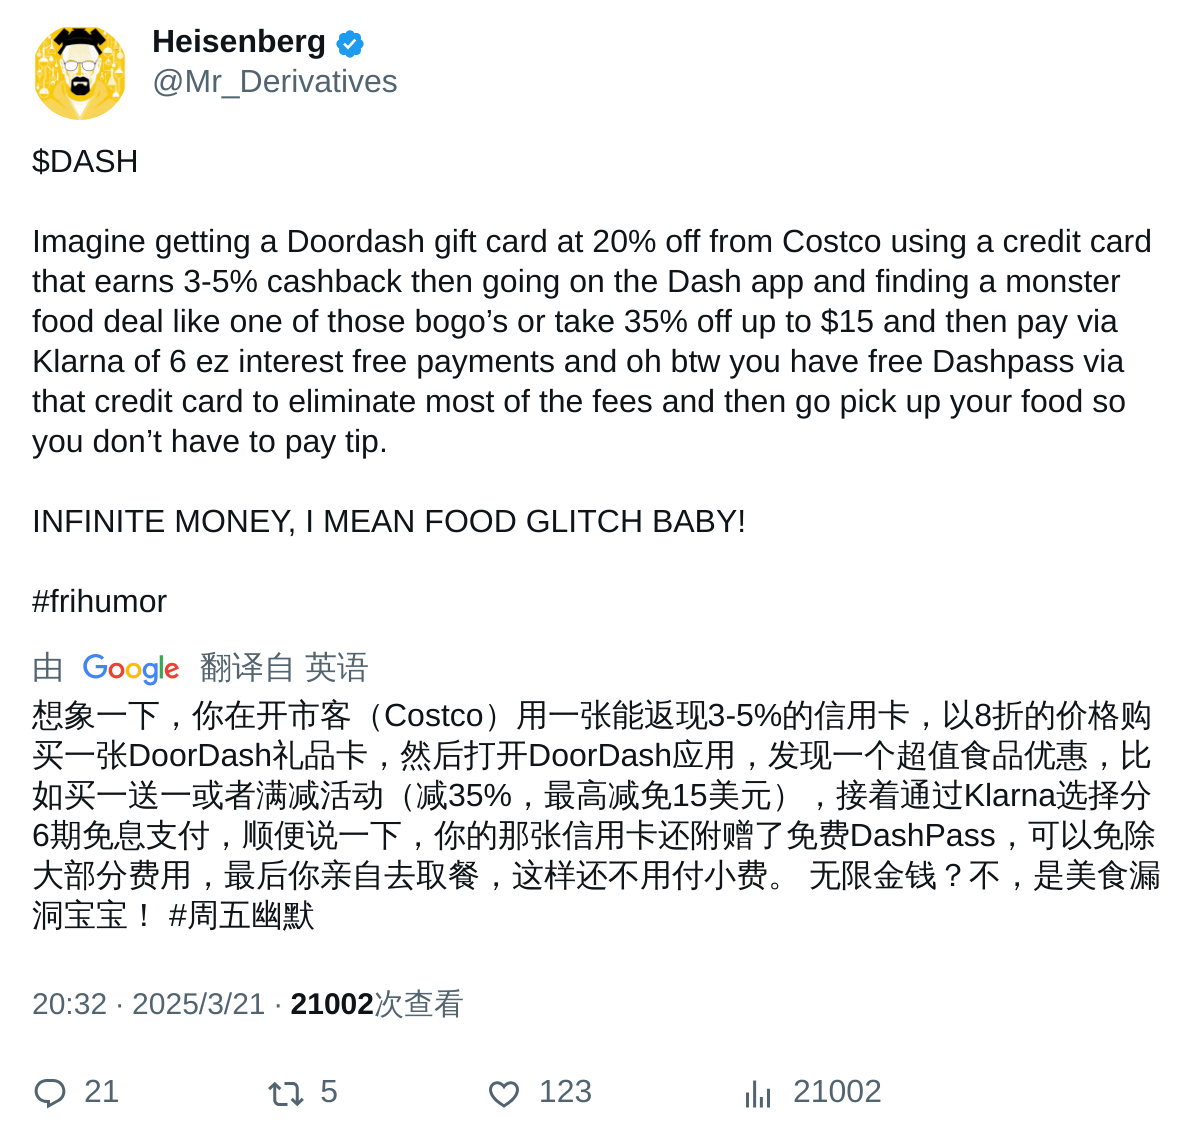 Heisenberg
@Mr_Derivatives
$DASH
Imagine getting a Doordash gift card at 20% off from Costco using a credit card
that earns 3-5% cashback then going on the Dash app and finding a monster
food deal like one of those bogo’s or take 35% off up to $15 and then pay via
Klarna of 6 ez interest free payments and oh btw you have free Dashpass via
that credit card to eliminate most of the fees and then go pick up your food so
you don’t have to pay tip.
INFINITE MONEY, I MEAN FOOD GLITCH BABY!
#frihumor
由 Google 翻译自 英语
想象一下，你在开市客（Costco）用一张能返现3-5%的信用卡，以8折的价格购
买一张DoorDash礼品卡，然后打开DoorDash应用，发现一个超值食品优惠，比
如买一送一或者满减活动（减35%，最高减免15美元），接着通过Klarna选择分
6期免息支付，顺便说一下，你的那张信用卡还附赠了免费DashPass，可以免除
大部分费用，最后你亲自去取餐，这样还不用付小费。 无限金钱？不，是美食漏
洞宝宝！ #周五幽默
20:32 · 2025/3/21 · 21002次查看
21 5 123 21002